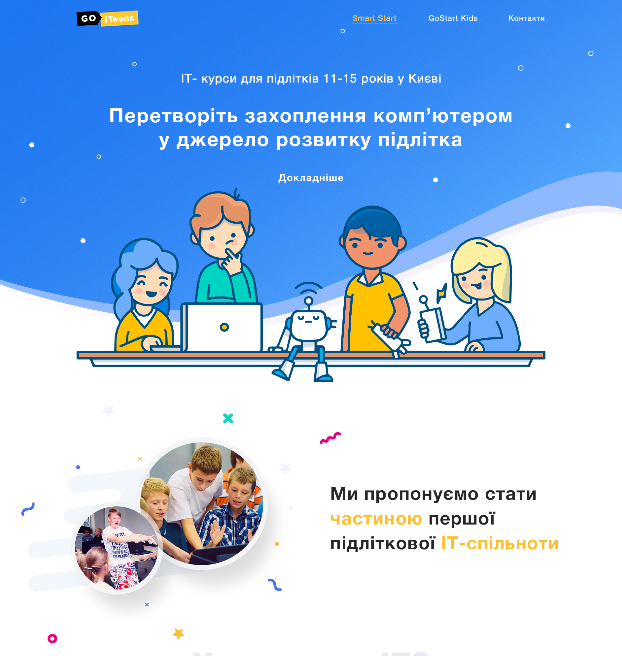 GO ITeens
Smart Start
GoStart Kids
Контакти
IT- курси для підлітків 11-15 років у Києві
Перетворіть захоплення комп’ютером
у джерело розвитку підлітка
Докладніше
Ми пропонуємо стати
частиною першої
підліткової ІТ-спільноти